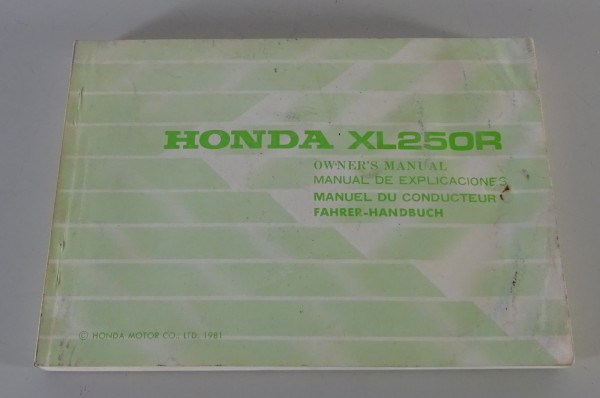 HONDA XL250R
OWNER'S MANUAL
MANUAL DE EXPLICACIONES
MANUEL DU CONDUCTEUR
FAHRER-HANDBUCH
© HONDA MOTOR CO., LTD. 1981